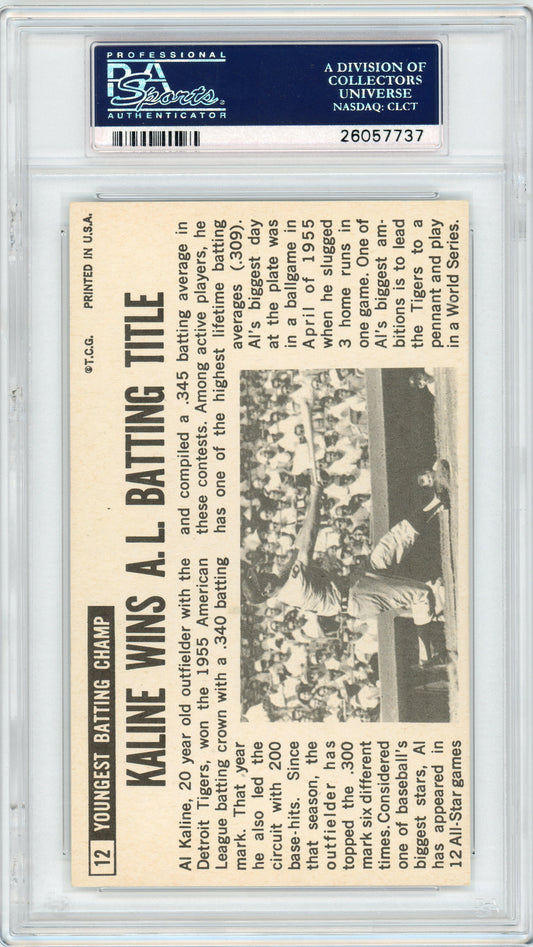 PROFESSIONAL
PSA
Sports
AUTHENTICATOR
A DIVISION OF
COLLECTORS
UNIVERSE
NASDAQ: CLCT
26057737
12 YOUNGEST BATTING CHAMP
©T.C.G. PRINTED IN U.S.A.
KALINE WINS A.L. BATTING TITLE
Al Kaline, 20 year old outfielder with the
Detroit Tigers, won the 1955 American
League batting crown with a .340 batting
mark. That year
he also led the
circuit with 200
base-hits. Since
that season, the
outfielder has
topped the .300
mark six different
times. Considered
one of baseball's
biggest stars, Al
has appeared in
12 All-Star games
and compiled a .345 batting average in
these contests. Among active players, he
has one of the highest lifetime batting
averages (.309).
Al's biggest day
at the plate was
in a ballgame in
April of 1955
when he slugged
3 home runs in
one game. One of
Al's biggest am-
bitions is to lead
the Tigers to a
pennant and play
in a World Series.